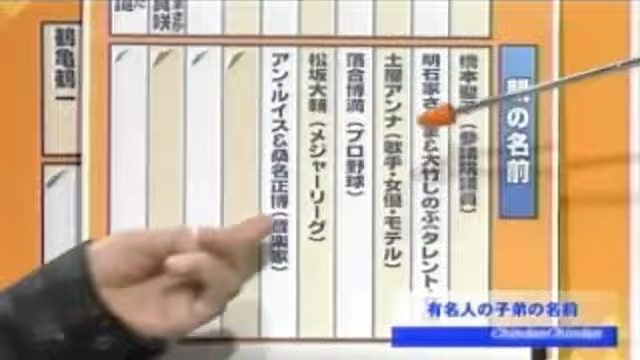 親の名前
橋本聖子(参議院議員)
明石家さんま&大竹しのぶ(タレント・
土屋アンナ(歌手・女優・モデル)
落合博満(プロ野球)
松坂大輔(メジャーリーグ)
アン・ルイス&桑名正博(音楽家)
鶴亀鶴一
有名人の子弟の名前